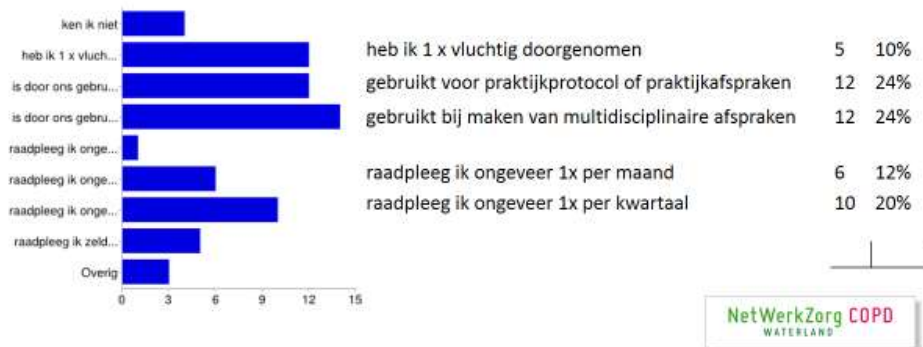 ken ik niet
heb ik 1 x vluch...
is door ons gebru...
is door ons gebru...
raadpleeg ik onge...
raadpleeg ik onge...
raadpleeg ik onge...
raadpleeg ik zeld...
Overig
0 3 6 9 12 15
heb ik 1 x vluchtig doorgenomen 5 10%
gebruikt voor praktijkprotocol of praktijkafspraken 12 24%
gebruikt bij maken van multidisciplinaire afspraken 12 24%
raadpleeg ik ongeveer 1x per maand 6 12%
raadpleeg ik ongeveer 1x per kwartaal 10 20%
NetWerkZorg COPD
WATERLAND